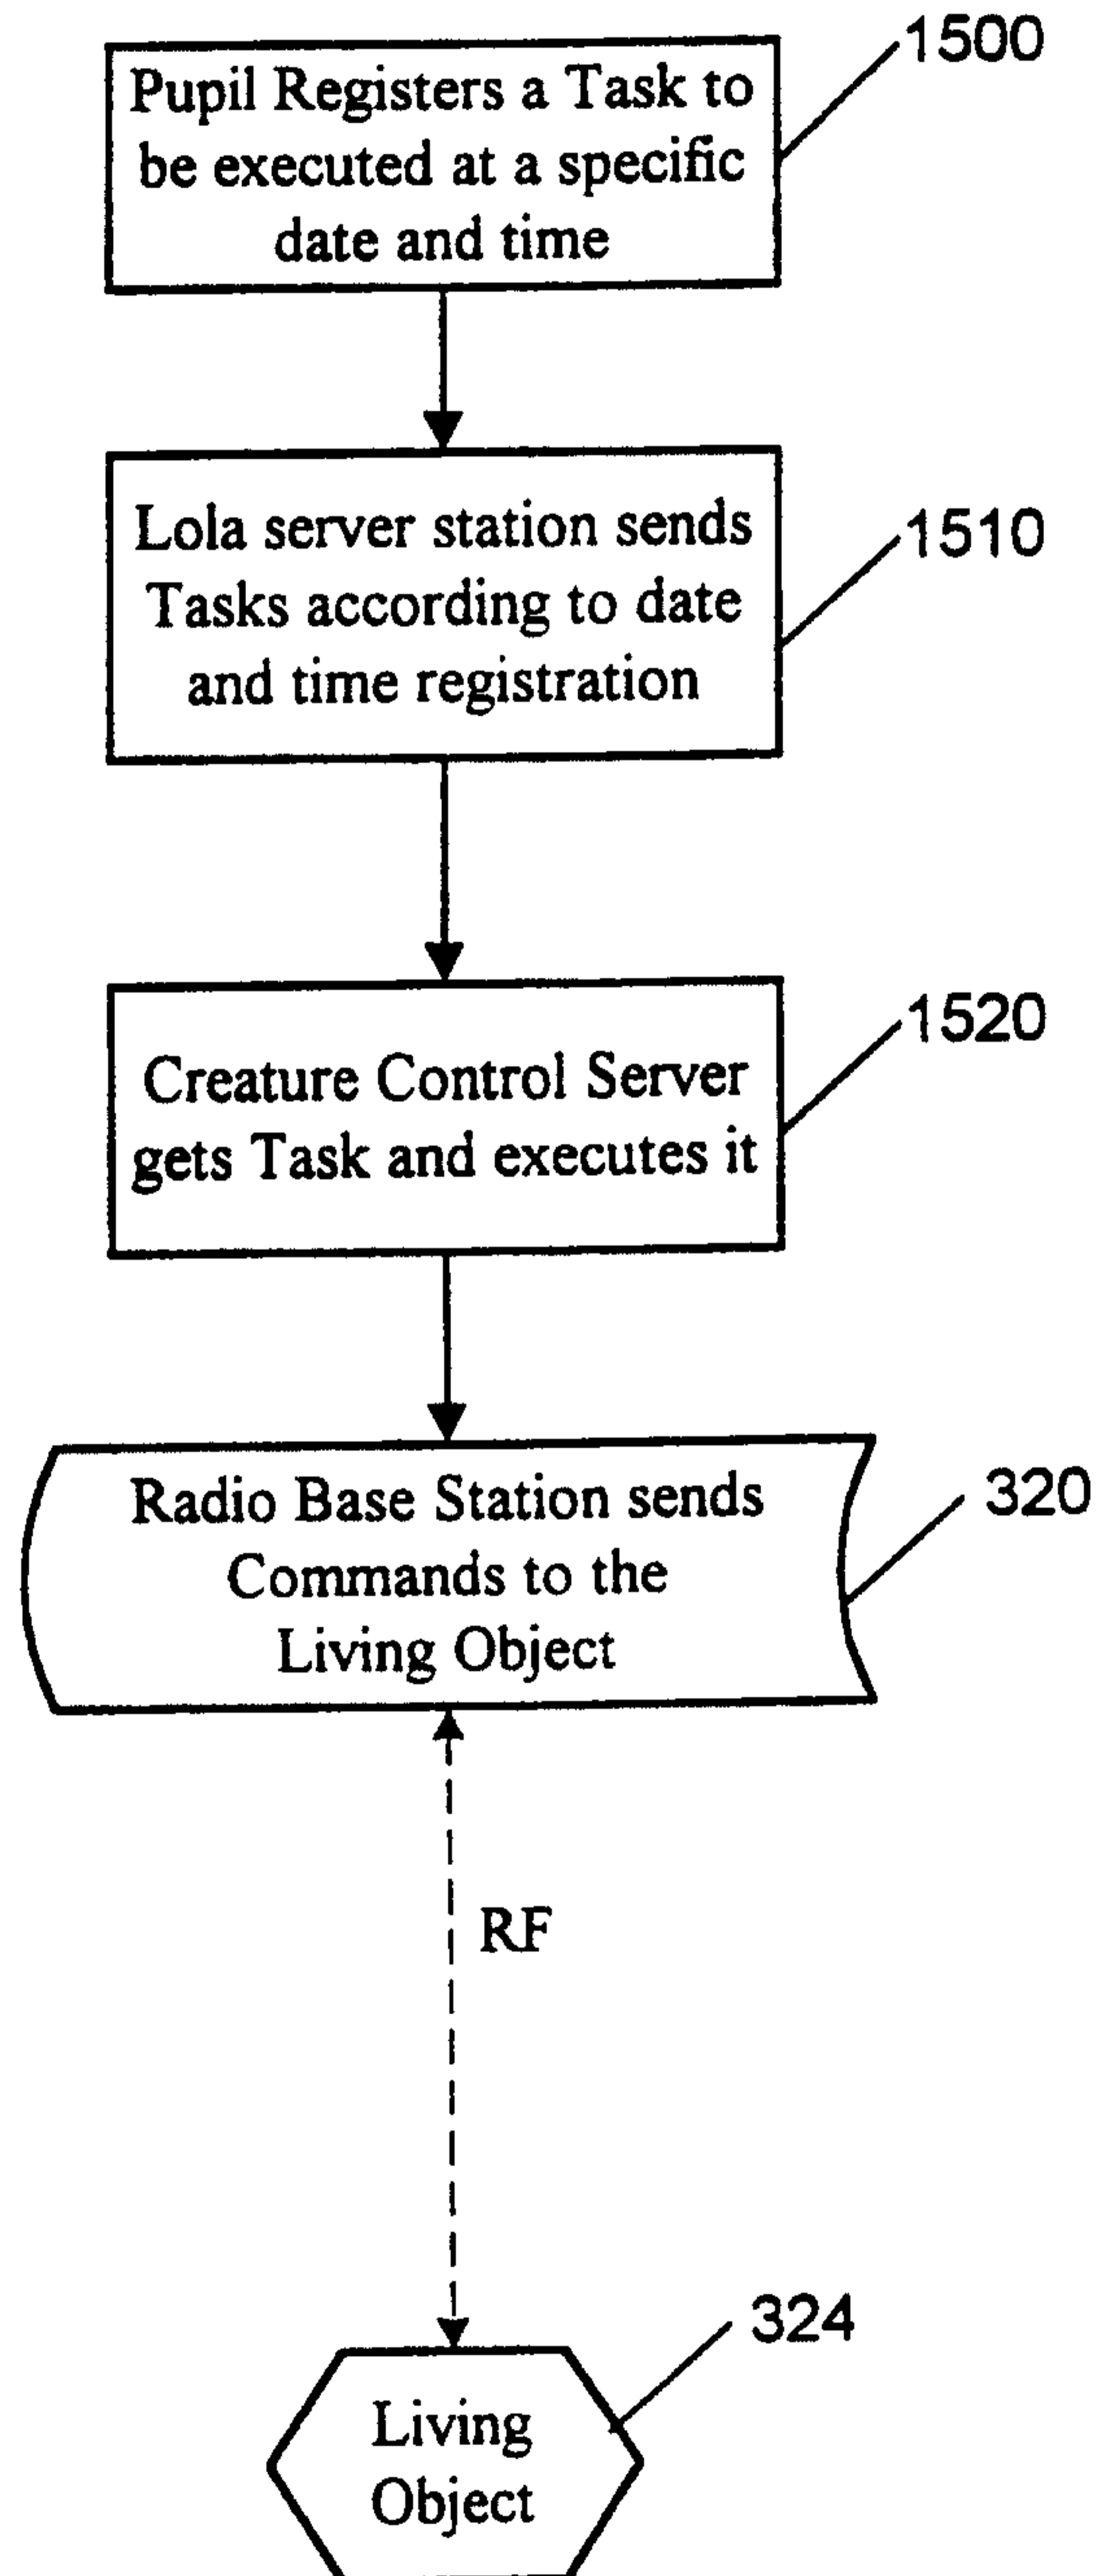 1500
Pupil Registers a Task to
be executed at a specific
date and time
1510
Lola server station sends
Tasks according to date
and time registration
1520
Creature Control Server
gets Task and executes it
320
Radio Base Station sends
Commands to the
Living Object
RF
324
Living
Object